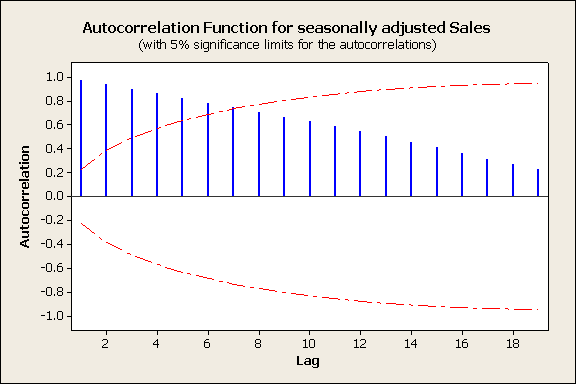 Autocorrelation Function for seasonally adjusted Sales
(with 5% significance limits for the autocorrelations)
1.0
0.8
0.6
0.4
0.2
0.0
-0.2
-0.4
-0.6
-0.8
-1.0
Autocorrelation
2 4 6 8 10 12 14 16 18
Lag